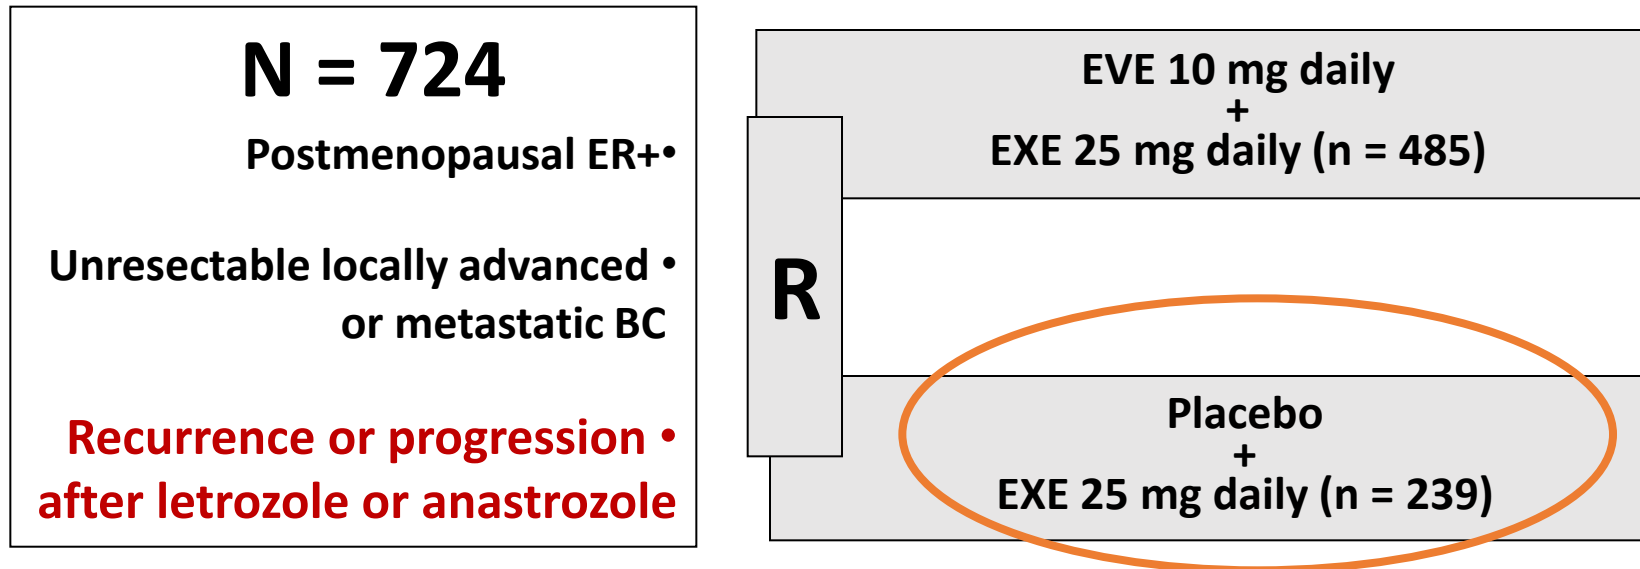 N = 724
Postmenopausal ER+•
Unresectable locally advanced •
or metastatic BC
Recurrence or progression •
after letrozole or anastrozole
R
EVE 10 mg daily
+
EXE 25 mg daily (n = 485)
Placebo
+
EXE 25 mg daily (n = 239)